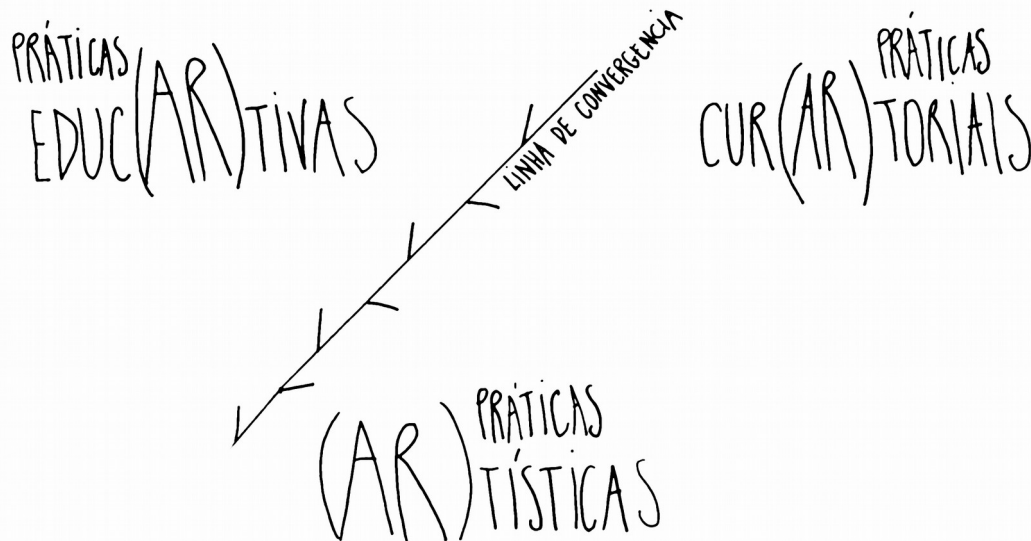 PRÁTICAS
EDUC(AR)TIVAS
LINHA DE CONVERGENCIA
PRÁTICAS
CUR(AR)TORIAIS
PRÁTICAS
(AR)TÍSTICAS